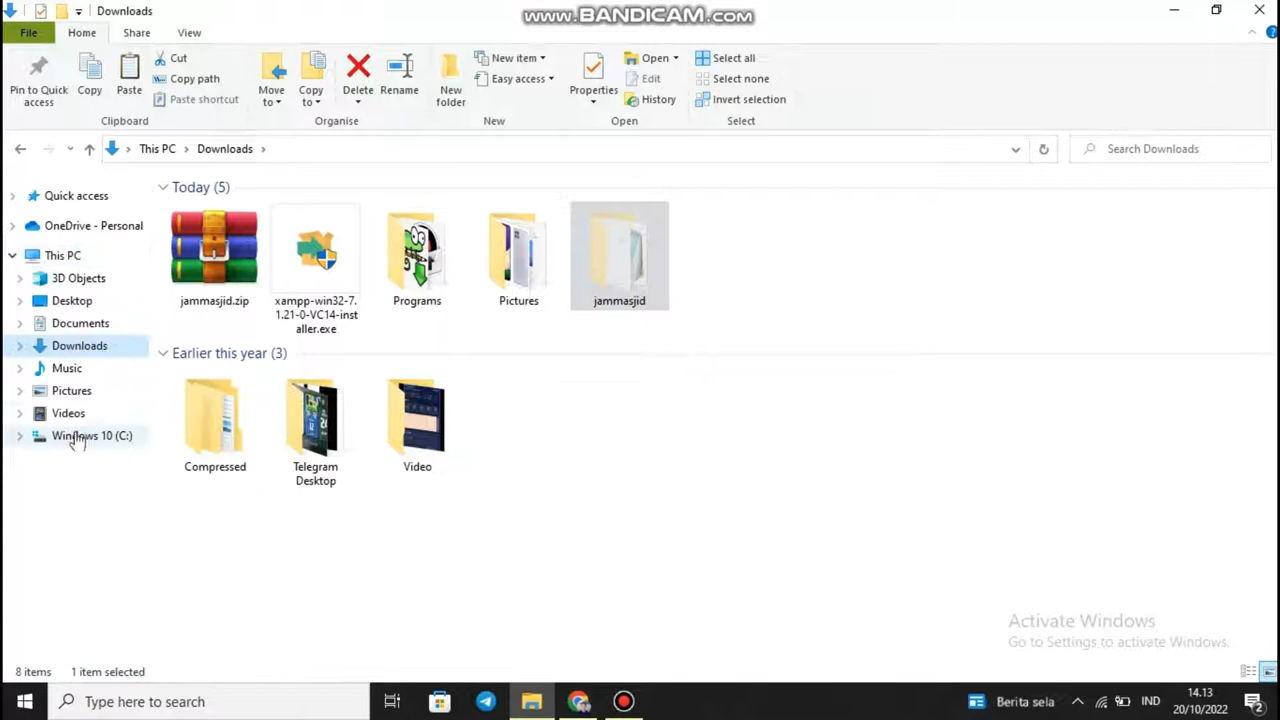 Downloads
www.BANDICAM.com
File Home Share View
Pin to Quick access
Copy
Paste
Cut
Copy path
Paste shortcut
Clipboard
Move to
Copy to
Delete
Rename
Organise
New folder
New item
Easy access
New
Properties
Open
Edit
History
Open
Select all
Select none
Invert selection
Select
This PC > Downloads >
Search Downloads
Quick access
OneDrive - Personal
This PC
3D Objects
Desktop
Documents
Downloads
Music
Pictures
Videos
Windows 10 (C:)
Today (5)
jammasjid.zip
xampp-win32-7.
1.21-0-VC14-inst
aller.exe
Programs
Pictures
jammasjid
Earlier this year (3)
Compressed
Telegram
Desktop
Video
Activate Windows
Go to Settings to activate Windows.
8 items 1 item selected
Type here to search
Berita sela
IND
14.13
20/10/2022
2